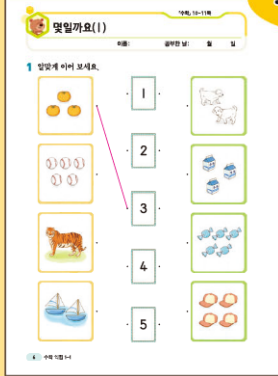 수학, 10~11쪽
몇일까요(1)
이름: 공부한 날: 월 일
1 알맞게 이어 보세요.
1
2
3
4
5
4 수학 익힘 1-1